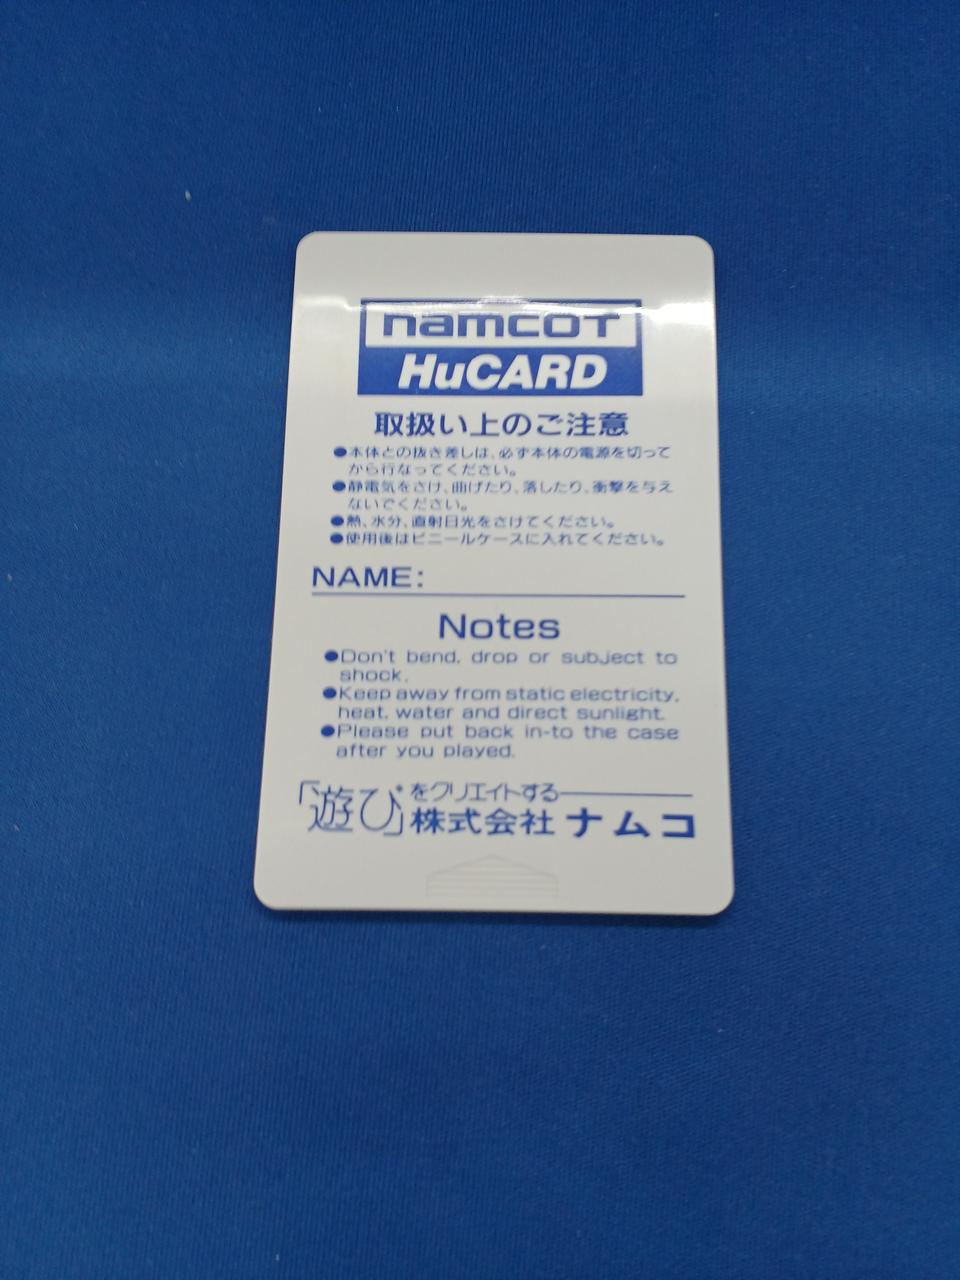 namcoT
HuCARD
取扱い上のご注意
●本体との抜き差しは、必ず本体の電源を切って
から行なってください。
●静電気をさけ、曲げたり、落したり、衝撃を与え
ないでください。
●熱、水分、直射日光をさけてください。
●使用後はビニールケースに入れてください。
NAME:
Notes
●Don't bend, drop or subject to
shock.
●Keep away from static electricity,
heat, water and direct sunlight.
●Please put back in-to the case
after you played.
「遊び」をクリエイトする
株式会社ナムコ